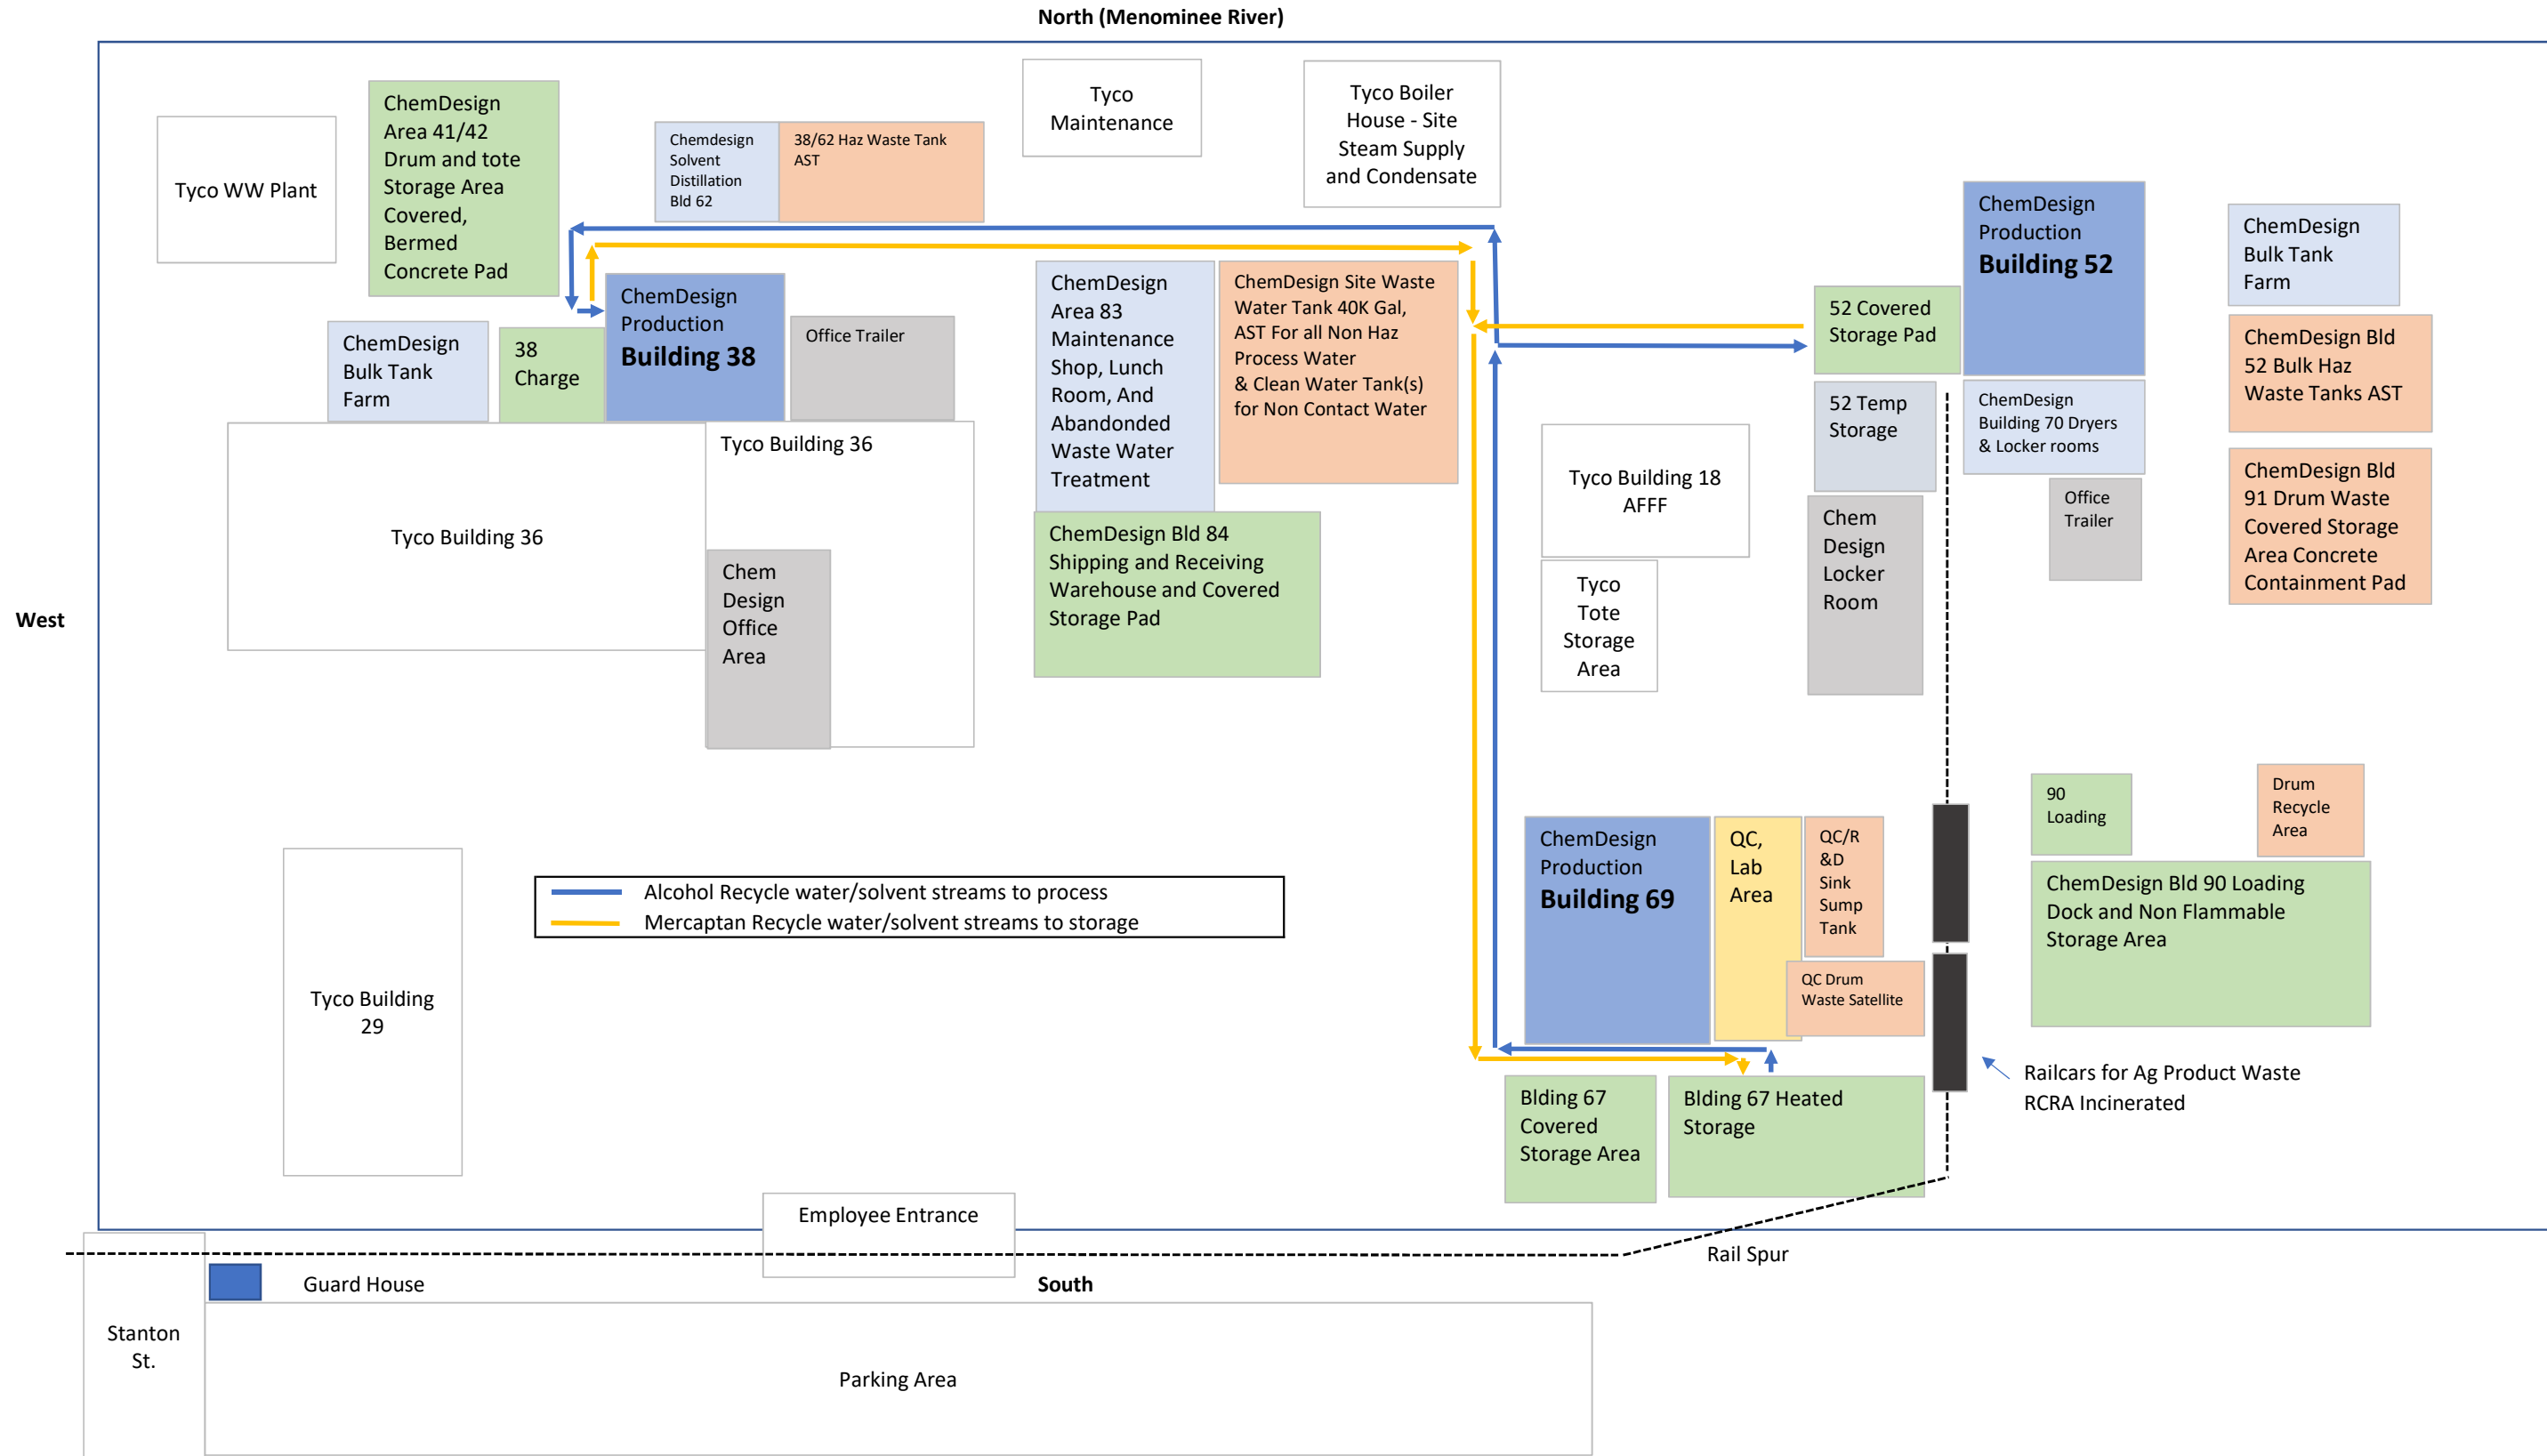 North (Menominee River)
Tyco WW Plant
ChemDesign
Area 41/42
Drum and tote
Storage Area
Covered,
Bermed
Concrete Pad
Chemdesign
Solvent
Distillation
Bld 62
38/62 Haz Waste Tank
AST
Tyco
Maintenance
Tyco Boiler
House - Site
Steam Supply
and Condensate
ChemDesign
Production
Building 52
ChemDesign
Bulk Tank
Farm
ChemDesign
Bulk Tank
Farm
38
Charge
ChemDesign
Production
Building 38
Office Trailer
ChemDesign
Area 83
Maintenance
Shop, Lunch
Room, And
Abandonded
Waste Water
Treatment
ChemDesign Site Waste
Water Tank 40K Gal,
AST For all Non Haz
Process Water
& Clean Water Tank(s)
for Non Contact Water
52 Covered
Storage Pad
ChemDesign Bld
52 Bulk Haz
Waste Tanks AST
52 Temp
Storage
ChemDesign
Building 70 Dryers
& Locker rooms
Tyco Building 36
Tyco Building 36
Chem
Design
Office
Area
ChemDesign Bld 84
Shipping and Receiving
Warehouse and Covered
Storage Pad
Tyco Building 18
AFFF
Tyco
Tote
Storage
Area
Chem
Design
Locker
Room
Office
Trailer
ChemDesign Bld
91 Drum Waste
Covered Storage
Area Concrete
Containment Pad
West
Tyco Building
29
Alcohol Recycle water/solvent streams to process
Mercaptan Recycle water/solvent streams to storage
ChemDesign
Production
Building 69
QC,
Lab
Area
QC/R
&D
Sink
Sump
Tank
QC Drum
Waste Satellite
90
Loading
Drum
Recycle
Area
ChemDesign Bld 90 Loading
Dock and Non Flammable
Storage Area
Blding 67
Covered
Storage Area
Blding 67 Heated
Storage
Railcars for Ag Product Waste
RCRA Incinerated
Employee Entrance
Rail Spur
Guard House
South
Stanton
St.
Parking Area